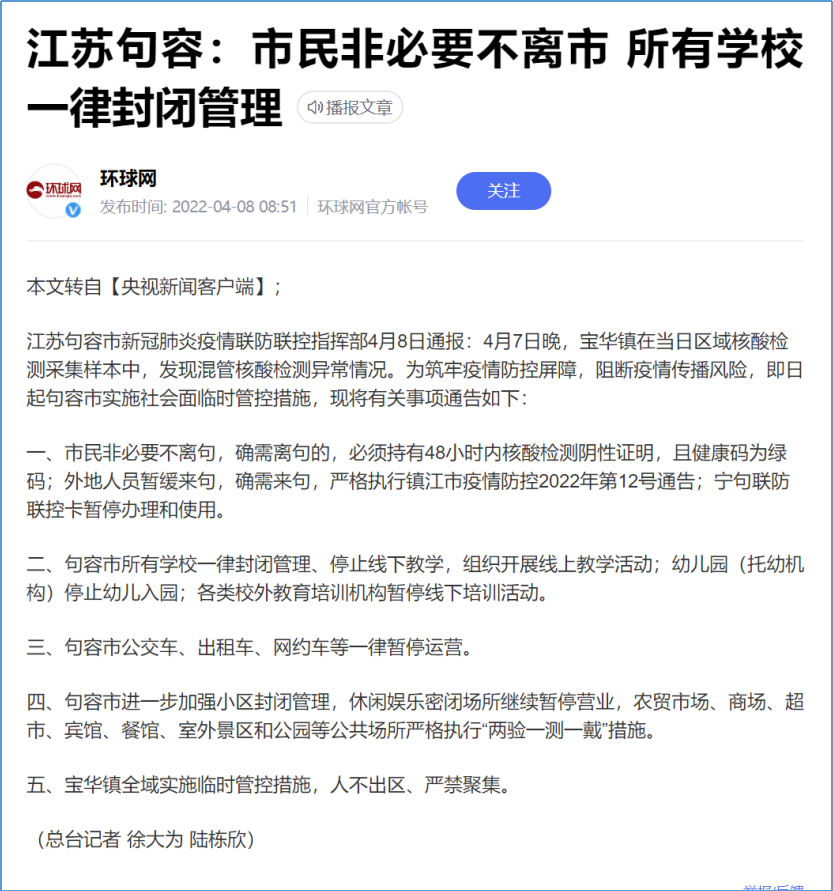 江苏句容：市民非必要不离市 所有学校
一律封闭管理 播报文章
环球网
环球网
发布时间: 2022-04-08 08:51 环球网官方帐号
关注
本文转自【央视新闻客户端】；
江苏句容市新冠肺炎疫情联防联控指挥部4月8日通报：4月7日晚，宝华镇在当日区域核酸检
测采集样本中，发现混管核酸检测异常情况。为筑牢疫情防控屏障，阻断疫情传播风险，即日
起句容市实施社会面临时管控措施，现将有关事项通告如下：
一、市民非必要不离句，确需离句的，必须持有48小时内核酸检测阴性证明，且健康码为绿
码；外地人员暂缓来句，确需来句，严格执行镇江市疫情防控2022年第12号通告；宁句联防
联控卡暂停办理和使用。
二、句容市所有学校一律封闭管理、停止线下教学，组织开展线上教学活动；幼儿园（托幼机
构）停止幼儿入园；各类校外教育培训机构暂停线下培训活动。
三、句容市公交车、出租车、网约车等一律暂停运营。
四、句容市进一步加强小区封闭管理，休闲娱乐密闭场所继续暂停营业，农贸市场、商场、超
市、宾馆、餐馆、室外景区和公园等公共场所严格执行“两验一测一戴”措施。
五、宝华镇全域实施临时管控措施，人不出区、严禁聚集。
（总台记者 徐大为 陆栋欣）